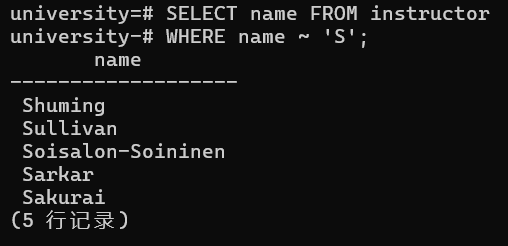 university=# SELECT name FROM instructor
university-# WHERE name ~ 'S';
name
-------------------
Shuming
Sullivan
Soisalon-Soininen
Sarkar
Sakurai
(5 行记录)